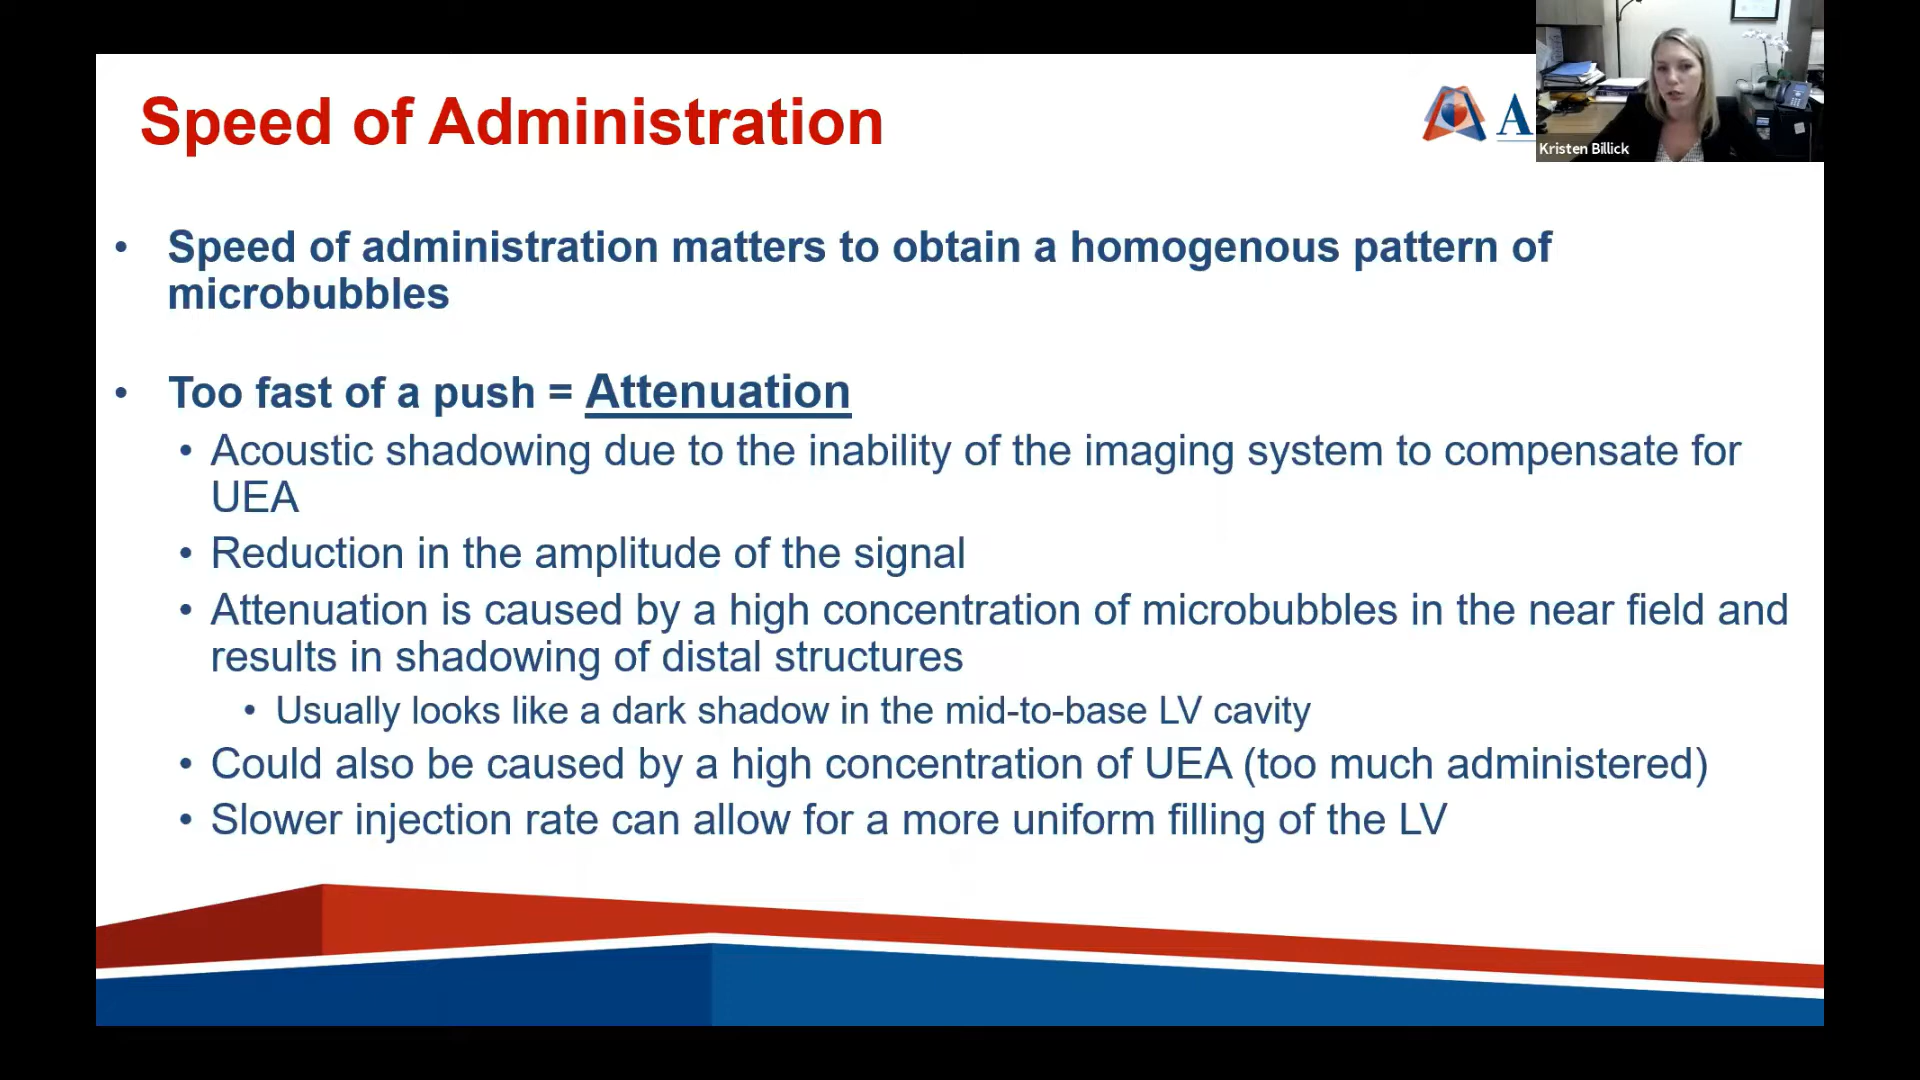 Speed of Administration
A
Kristen Billick
• Speed of administration matters to obtain a homogenous pattern of
microbubbles
• Too fast of a push = Attenuation
• Acoustic shadowing due to the inability of the imaging system to compensate for
UEA
• Reduction in the amplitude of the signal
• Attenuation is caused by a high concentration of microbubbles in the near field and
results in shadowing of distal structures
• Usually looks like a dark shadow in the mid-to-base LV cavity
• Could also be caused by a high concentration of UEA (too much administered)
• Slower injection rate can allow for a more uniform filling of the LV